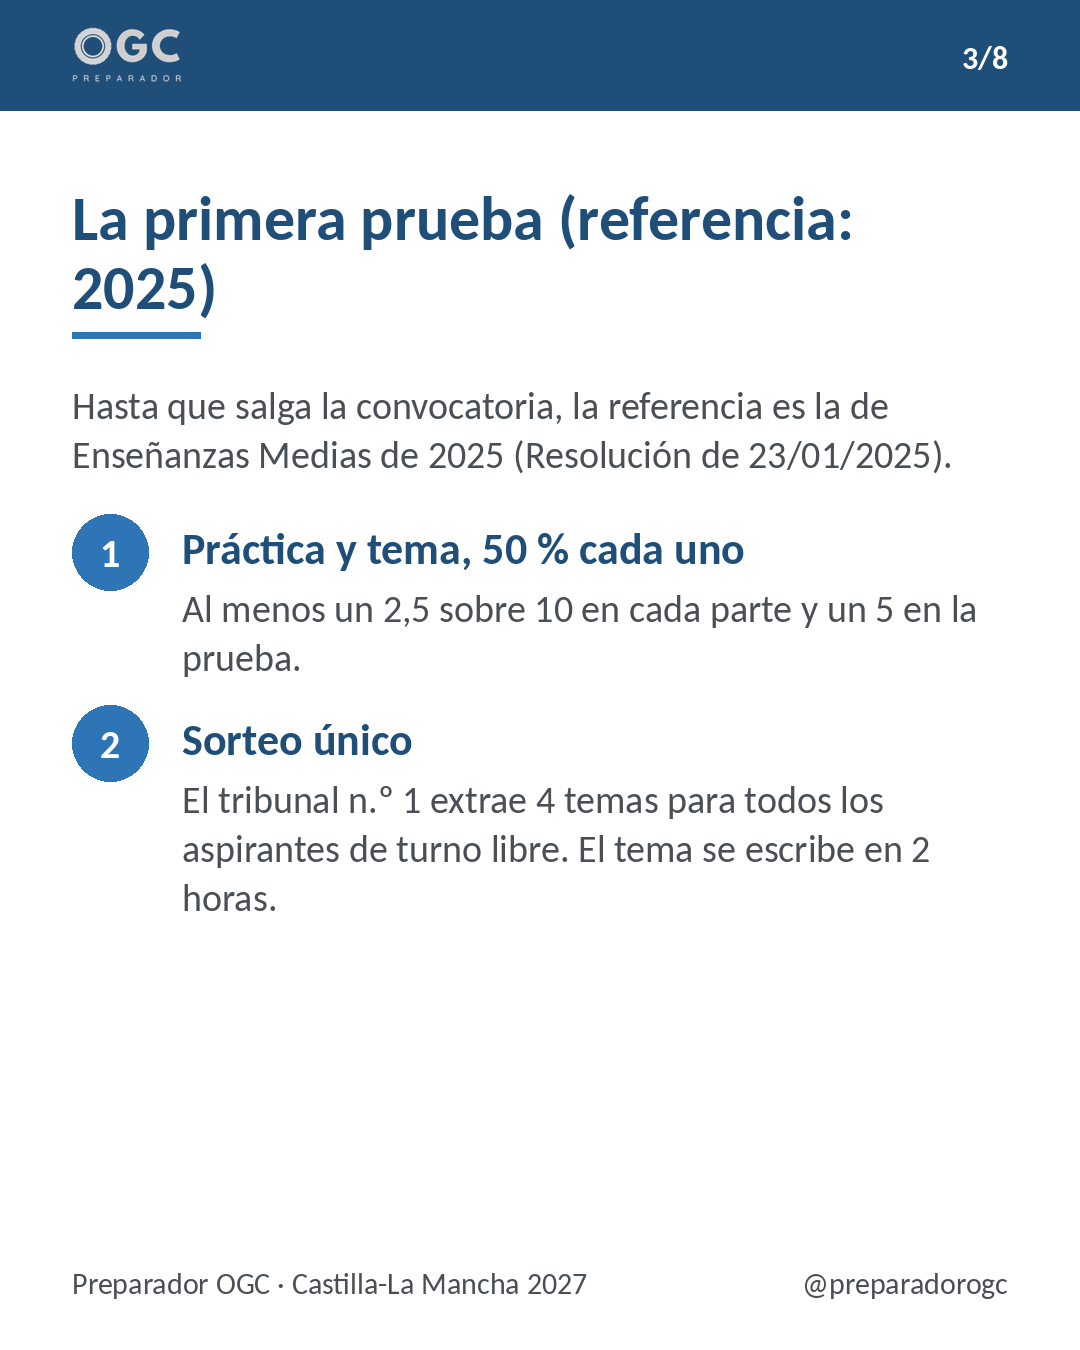 OGC
PREPARADOR
3/8
La primera prueba (referencia:
2025)
Hasta que salga la convocatoria, la referencia es la de
Enseñanzas Medias de 2025 (Resolución de 23/01/2025).
1
Práctica y tema, 50 % cada uno
Al menos un 2,5 sobre 10 en cada parte y un 5 en la
prueba.
2
Sorteo único
El tribunal n.º 1 extrae 4 temas para todos los
aspirantes de turno libre. El tema se escribe en 2
horas.
Preparador OGC · Castilla-La Mancha 2027
@preparadorogc